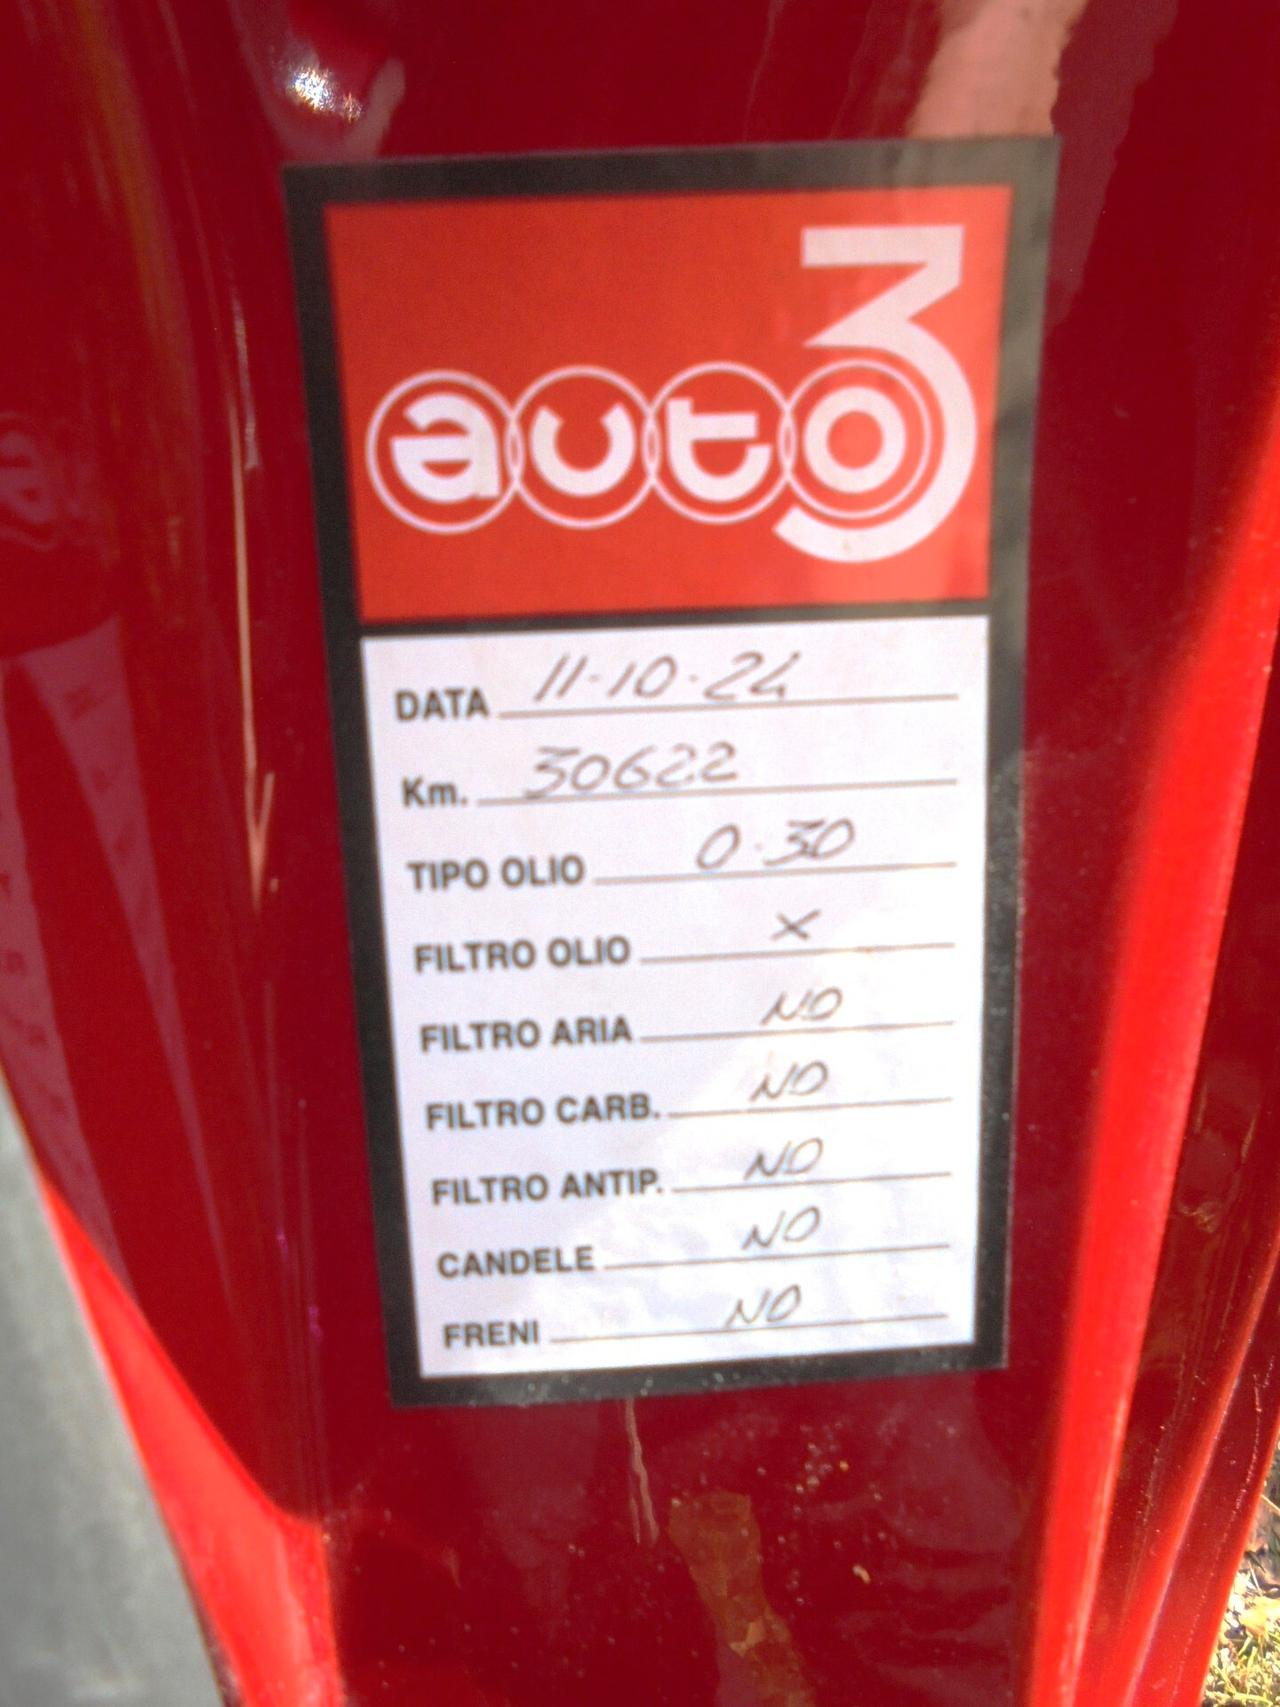 auto3
DATA 11-10-24
Km. 30622
TIPO OLIO 0-30
FILTRO OLIO X
FILTRO ARIA NO
FILTRO CARB. NO
FILTRO ANTIP. NO
CANDELE NO
FRENI NO